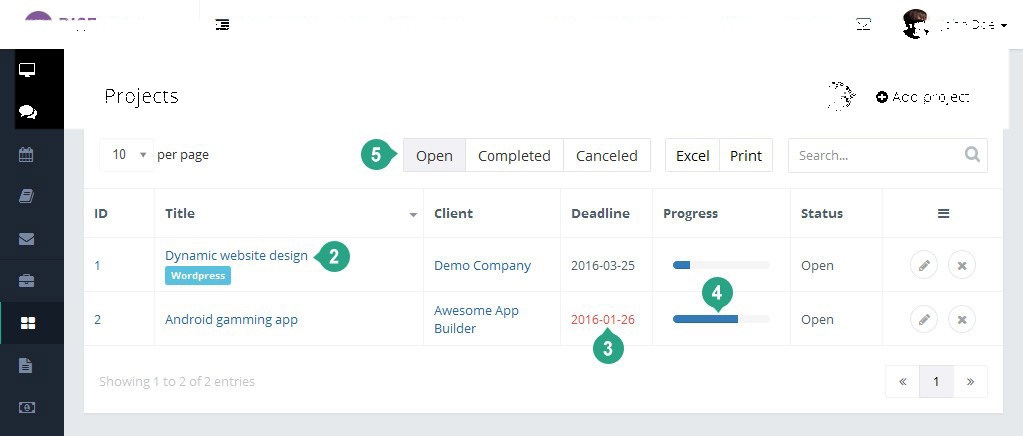 John Doe
Projects
Add project
10 per page
5
Open Completed Canceled
Excel Print
Search...
ID Title Client Deadline Progress Status
1 Dynamic website design 2 Demo Company 2016-03-25 Open
Wordpress
4
2 Android gamming app Awesome App Builder 2016-01-26 Open
3
Showing 1 to 2 of 2 entries
« 1 »